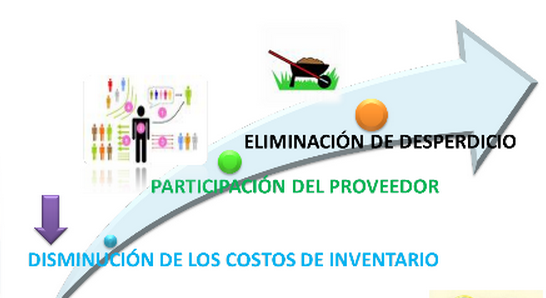 ELIMINACIÓN DE DESPERDICIO
PARTICIPACIÓN DEL PROVEEDOR
DISMINUCIÓN DE LOS COSTOS DE INVENTARIO